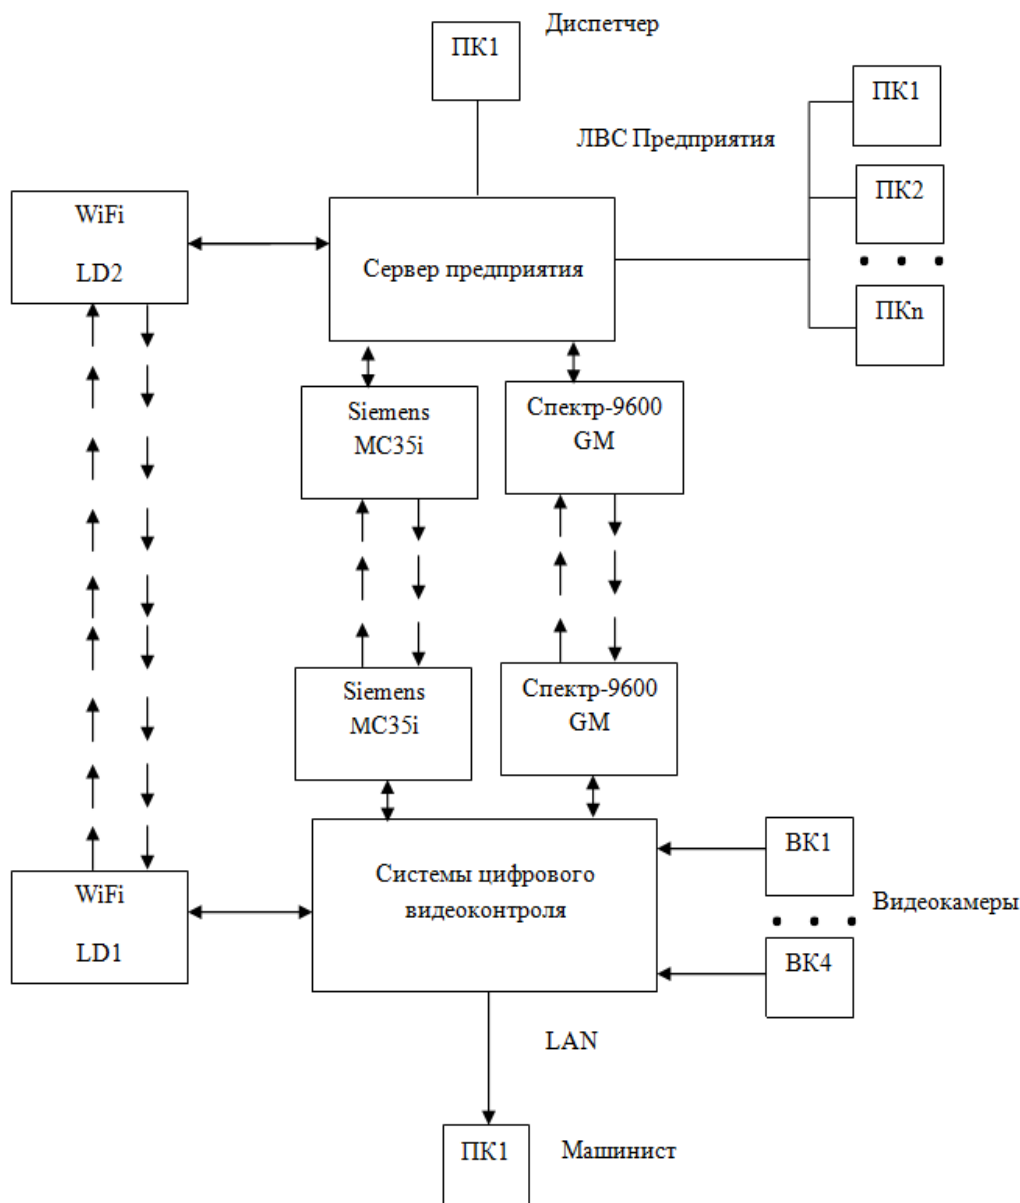 Диспетчер
ПК1
ЛВС Предприятия
ПК1
ПК2
ПКn
WiFi
LD2
Сервер предприятия
Siemens
MC35i
Спектр-9600
GM
Siemens
MC35i
Спектр-9600
GM
WiFi
LD1
Системы цифрового
видеоконтроля
ВК1
Видеокамеры
ВК4
LAN
ПК1
Машинист